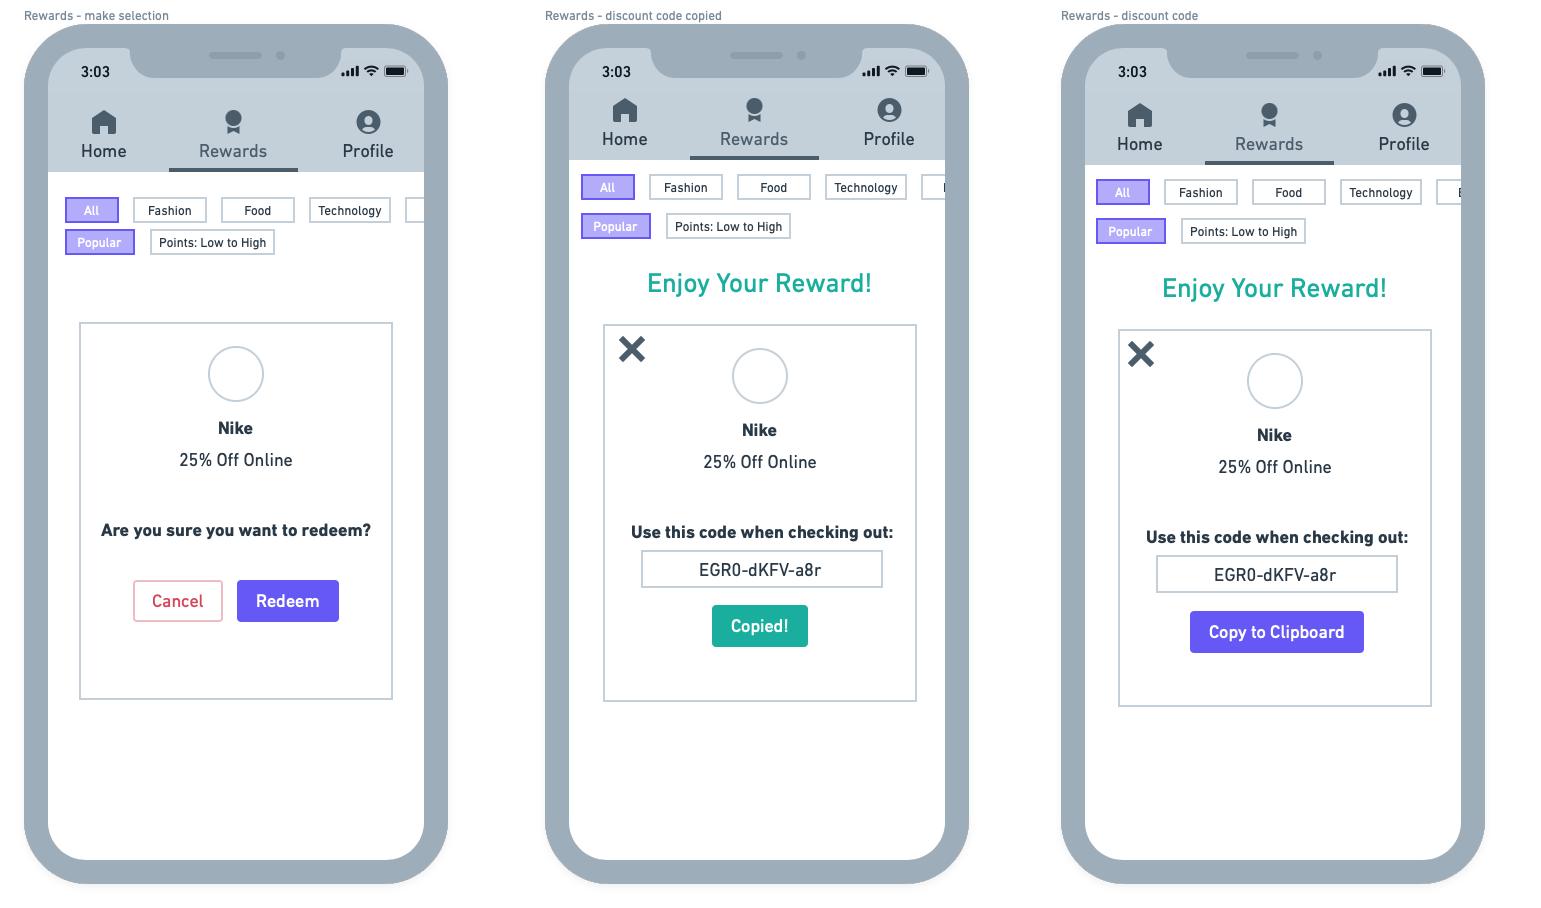 Rewards - make selection
3:03
Home Rewards Profile
All Fashion Food Technology
Popular Points: Low to High
Nike
25% Off Online
Are you sure you want to redeem?
Cancel Redeem
Rewards - discount code copied
3:03
Home Rewards Profile
All Fashion Food Technology
Popular Points: Low to High
Enjoy Your Reward!
Nike
25% Off Online
Use this code when checking out:
EGR0-dKFV-a8r
Copied!
Rewards - discount code
3:03
Home Rewards Profile
All Fashion Food Technology
Popular Points: Low to High
Enjoy Your Reward!
Nike
25% Off Online
Use this code when checking out:
EGR0-dKFV-a8r
Copy to Clipboard